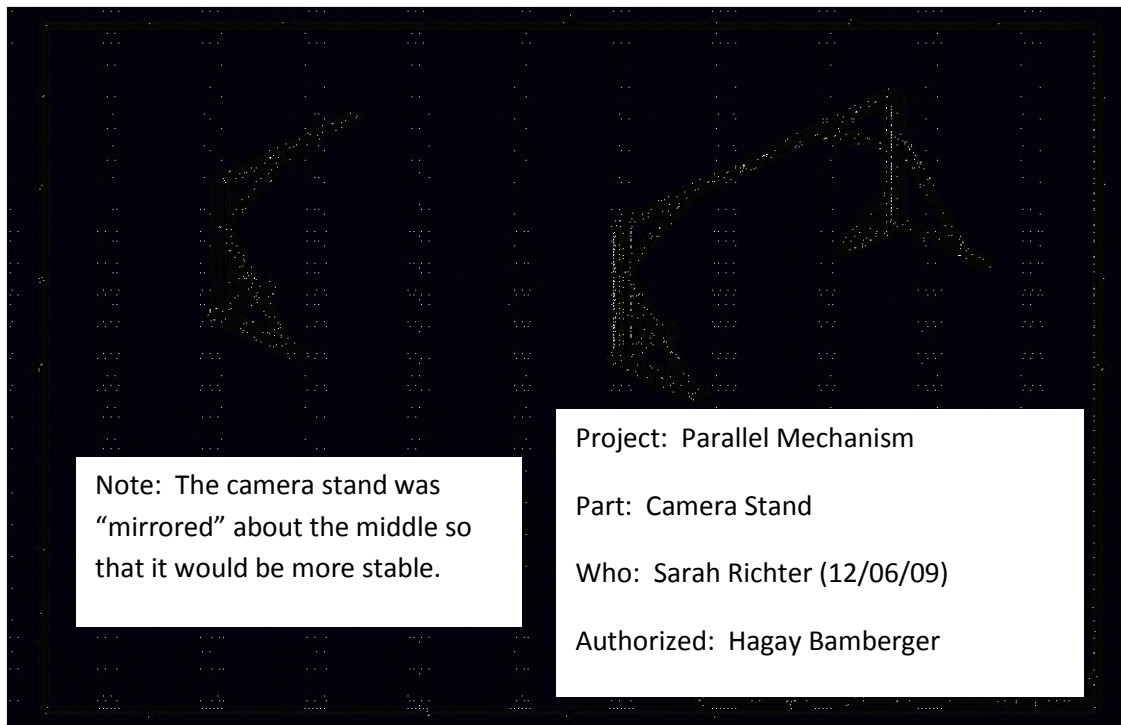 Note: The camera stand was
“mirrored” about the middle so
that it would be more stable.
Project: Parallel Mechanism
Part: Camera Stand
Who: Sarah Richter (12/06/09)
Authorized: Hagay Bamberger